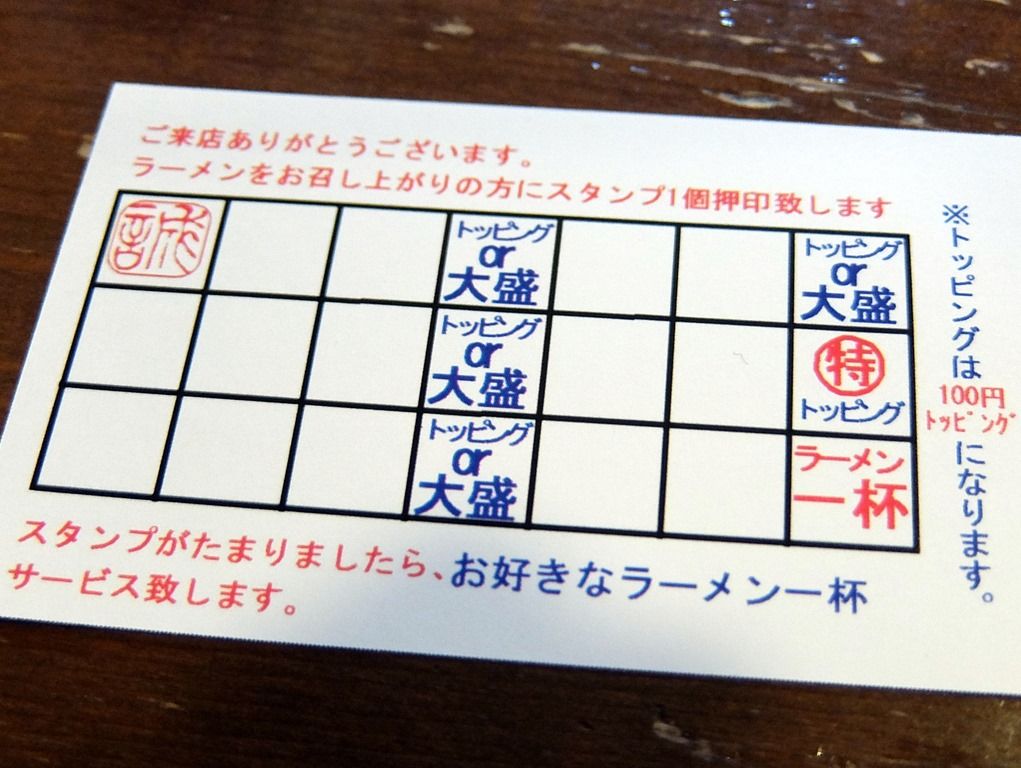 ご来店ありがとうございます。
ラーメンをお召し上がりの方にスタンプ1個押印致します
誠
トッピング
or
大盛
トッピング
or
大盛
トッピング
or
大盛
特
トッピング
トッピング
or
大盛
ラーメン
一杯
スタンプがたまりましたら、お好きなラーメン一杯
サービス致します。
※トッピングは100円トッピングになります。